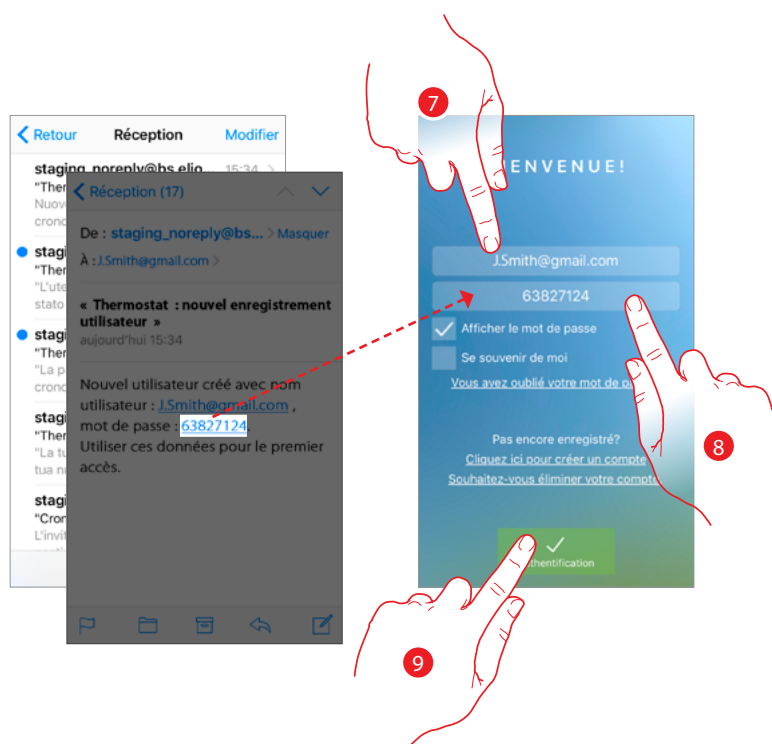 Retour Réception Modifier
staging_noreply@bs.elio... 15:34
"Ther
Nuov
crono
stagi
"Ther
"L'ute
stato
stagi
"Ther
"La p
crono
stagi
"Ther
"La tu
tua nu
stagi
"Cron
L'invit
Réception (17)
De : staging_noreply@bs... Masquer
À : J.Smith@gmail.com
« Thermostat : nouvel enregistrement
utilisateur »
aujourd'hui 15:34
Nouvel utilisateur créé avec nom
utilisateur : J.Smith@gmail.com ,
mot de passe : 63827124.
Utiliser ces données pour le premier
accès.
7
ENVENUE!
J.Smith@gmail.com
63827124
Afficher le mot de passe
Se souvenir de moi
Vous avez oublié votre mot de p
8
Pas encore enregistré?
Cliquez ici pour créer un compte
Souhaitez-vous éliminer votre compte
thentification
9